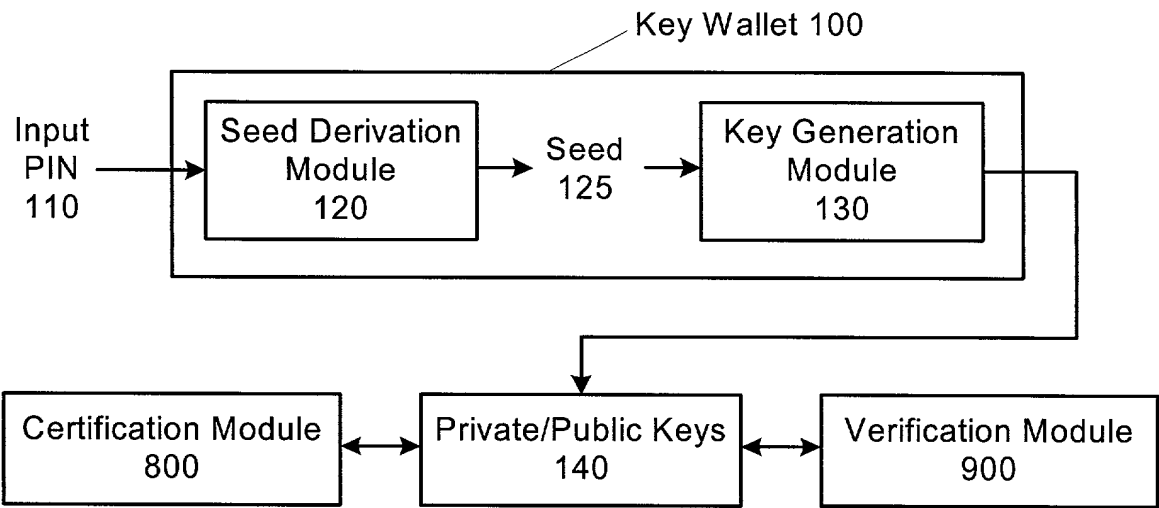 Key Wallet 100
Input
PIN
110
Seed Derivation
Module
120
Seed
125
Key Generation
Module
130
Certification Module
800
Private/Public Keys
140
Verification Module
900